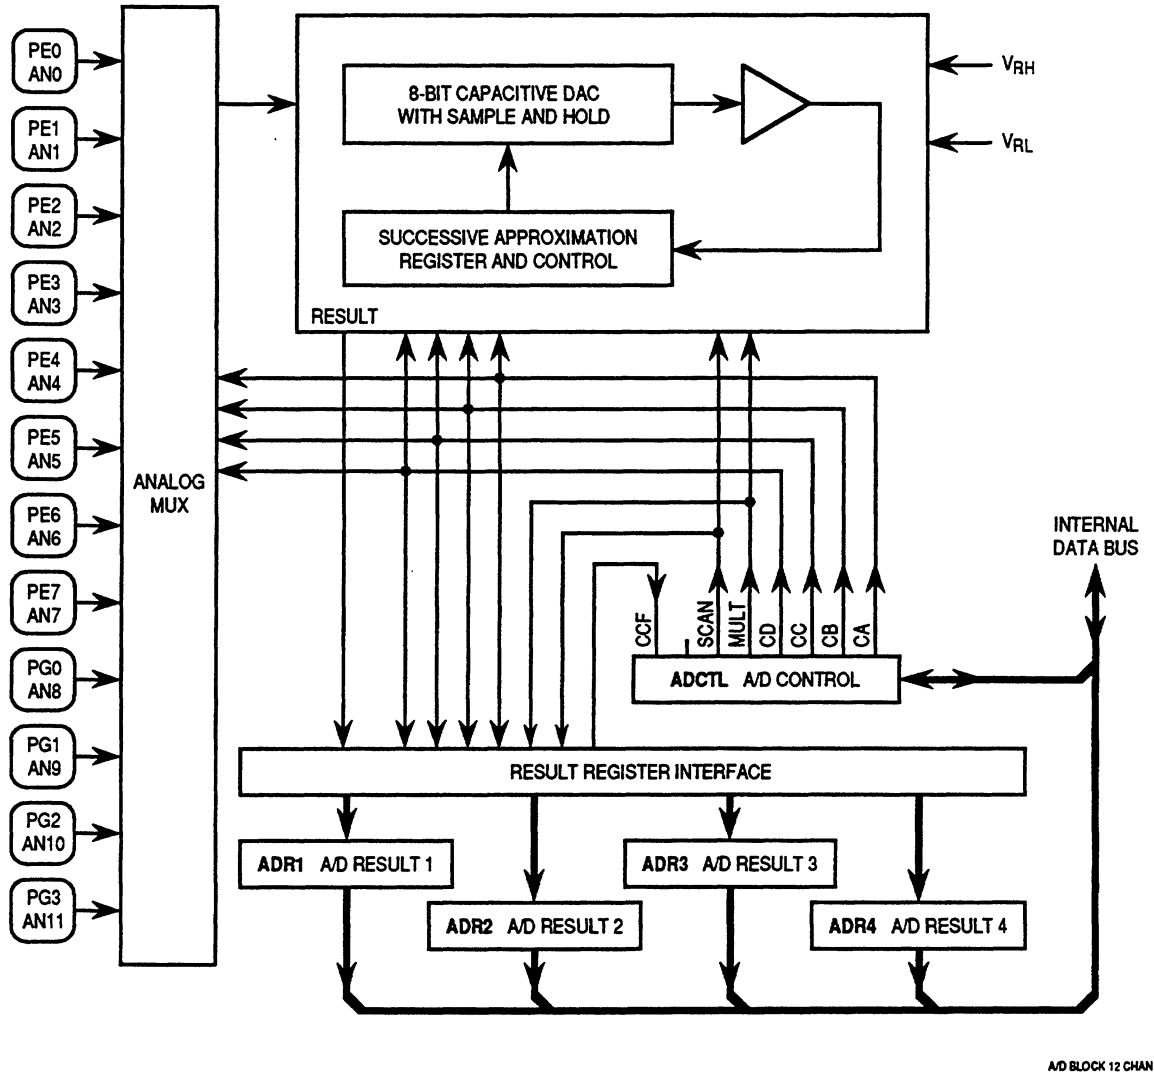 PE0
AN0
PE1
AN1
PE2
AN2
PE3
AN3
PE4
AN4
PE5
AN5
PE6
AN6
PE7
AN7
PG0
AN8
PG1
AN9
PG2
AN10
PG3
AN11
ANALOG
MUX
8-BIT CAPACITIVE DAC
WITH SAMPLE AND HOLD
SUCCESSIVE APPROXIMATION
REGISTER AND CONTROL
RESULT
VRH
VRL
INTERNAL
DATA BUS
CCF
SCAN
MULT
CD
CC
CB
CA
ADCTL A/D CONTROL
RESULT REGISTER INTERFACE
ADR1 A/D RESULT 1
ADR3 A/D RESULT 3
ADR2 A/D RESULT 2
ADR4 A/D RESULT 4
A/D BLOCK 12 CHAN